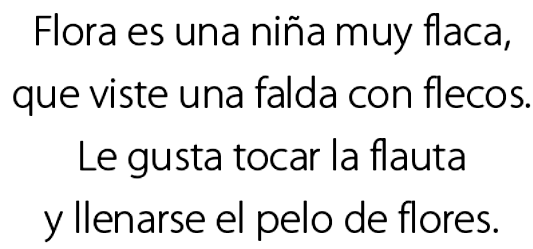 Flora es una niña muy flaca,
que viste una falda con flecos.
Le gusta tocar la flauta
y llenarse el pelo de flores.